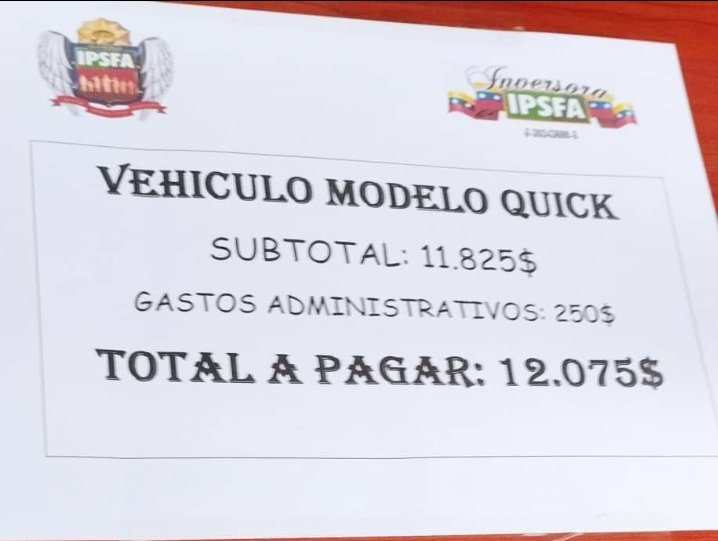 IPSFA
Inversora
IPSFA
VEHICULO MODELO QUICK
SUBTOTAL: 11.825$
GASTOS ADMINISTRATIVOS: 250$
TOTAL A PAGAR: 12.075$